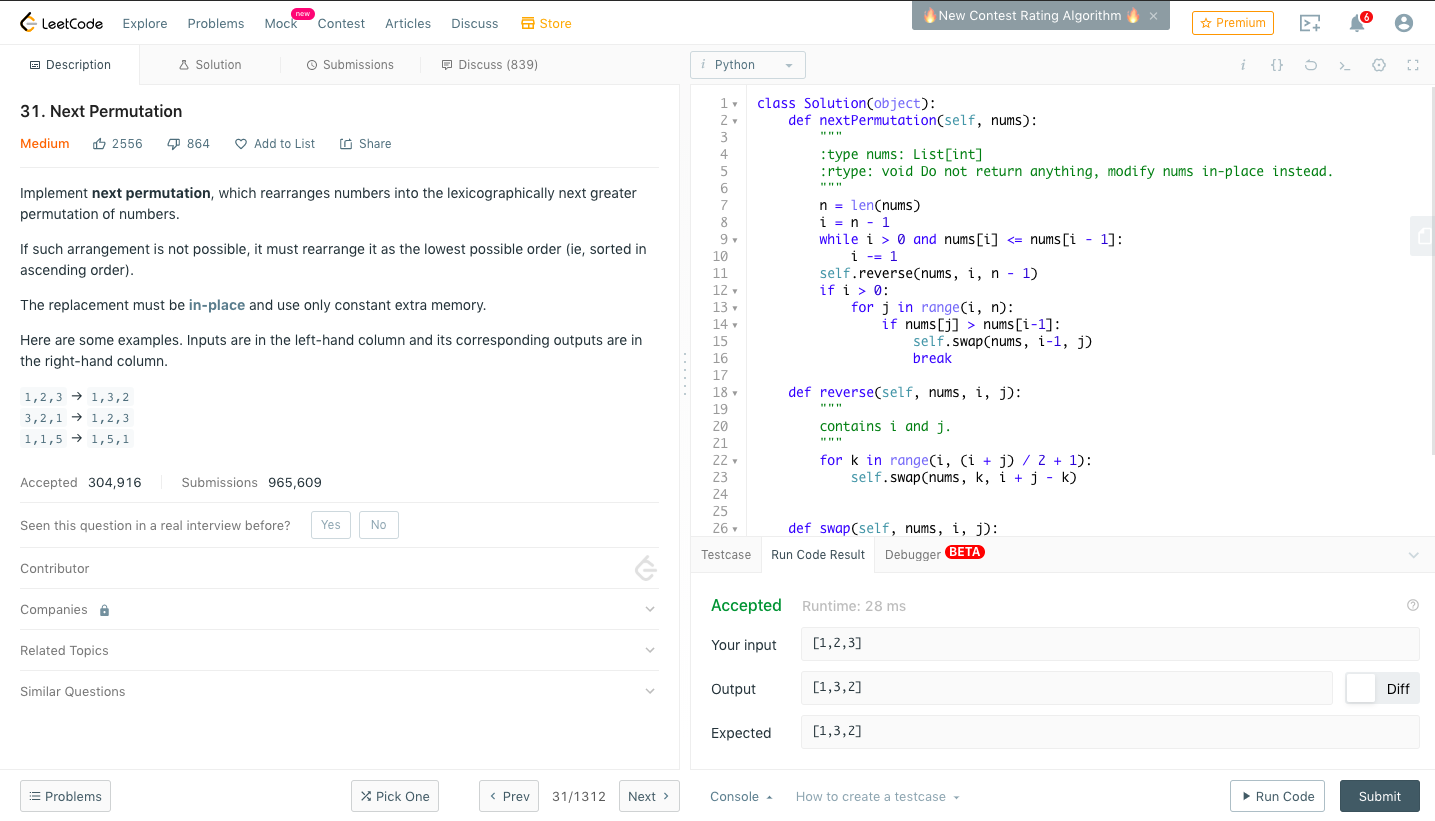 LeetCode Explore Problems Mock new Contest Articles Discuss Store 🔥New Contest Rating Algorithm 🔥 × Premium 6
Description Solution Submissions Discuss (839)
31. Next Permutation
Medium 2556 864 Add to List Share
Implement next permutation, which rearranges numbers into the lexicographically next greater
permutation of numbers.
If such arrangement is not possible, it must rearrange it as the lowest possible order (ie, sorted in
ascending order).
The replacement must be in-place and use only constant extra memory.
Here are some examples. Inputs are in the left-hand column and its corresponding outputs are in
the right-hand column.
1,2,3 → 1,3,2
3,2,1 → 1,2,3
1,1,5 → 1,5,1
Accepted 304,916 Submissions 965,609
Seen this question in a real interview before? Yes No
Contributor
Companies
Related Topics
Similar Questions
Problems Pick One Prev 31/1312 Next
i Python i {}
1 class Solution(object):
2     def nextPermutation(self, nums):
3         """
4         :type nums: List[int]
5         :rtype: void Do not return anything, modify nums in-place instead.
6         """
7         n = len(nums)
8         i = n - 1
9         while i > 0 and nums[i] <= nums[i - 1]:
10             i -= 1
11         self.reverse(nums, i, n - 1)
12         if i > 0:
13             for j in range(i, n):
14                 if nums[j] > nums[i-1]:
15                     self.swap(nums, i-1, j)
16                     break
17
18     def reverse(self, nums, i, j):
19         """
20         contains i and j.
21         """
22         for k in range(i, (i + j) / 2 + 1):
23             self.swap(nums, k, i + j - k)
24
25
26     def swap(self, nums, i, j):
Testcase Run Code Result Debugger BETA
Accepted Runtime: 28 ms
Your input [1,2,3]
Output [1,3,2] Diff
Expected [1,3,2]
Console How to create a testcase Run Code Submit